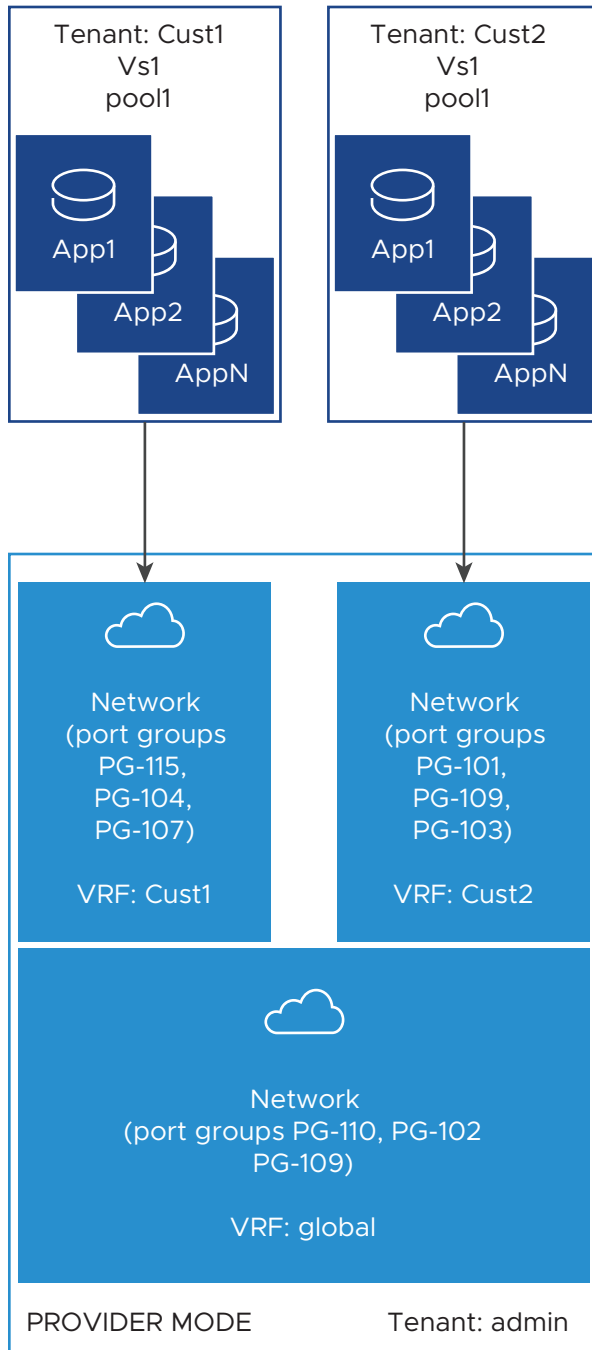 Tenant: Cust1
Vs1
pool1
App1
App2
AppN
Tenant: Cust2
Vs1
pool1
App1
App2
AppN
Network
(port groups
PG-115,
PG-104,
PG-107)
VRF: Cust1
Network
(port groups
PG-101,
PG-109,
PG-103)
VRF: Cust2
Network
(port groups PG-110, PG-102
PG-109)
VRF: global
PROVIDER MODE
Tenant: admin